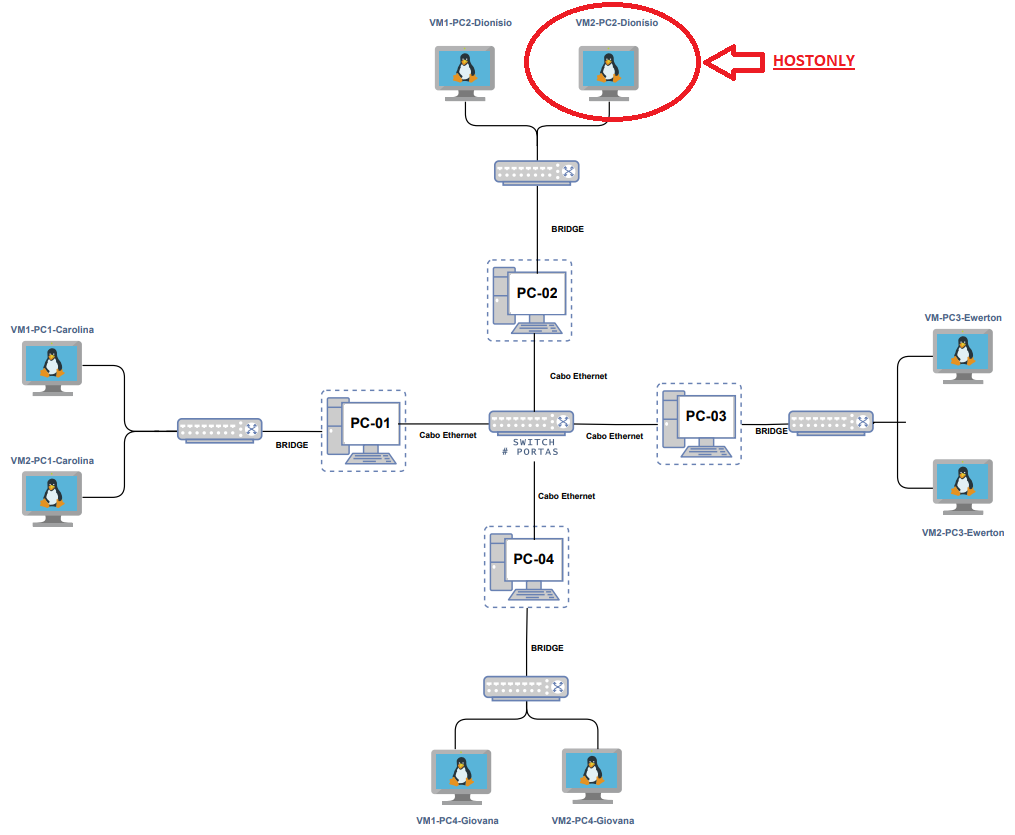 VM1-PC2-Dionísio
VM2-PC2-Dionísio
HOSTONLY
BRIDGE
PC-02
VM1-PC1-Carolina
VM-PC3-Ewerton
Cabo Ethernet
PC-01
Cabo Ethernet
SWITCH
# PORTAS
Cabo Ethernet
PC-03
BRIDGE
BRIDGE
VM2-PC1-Carolina
Cabo Ethernet
VM2-PC3-Ewerton
PC-04
BRIDGE
VM1-PC4-Giovana
VM2-PC4-Giovana